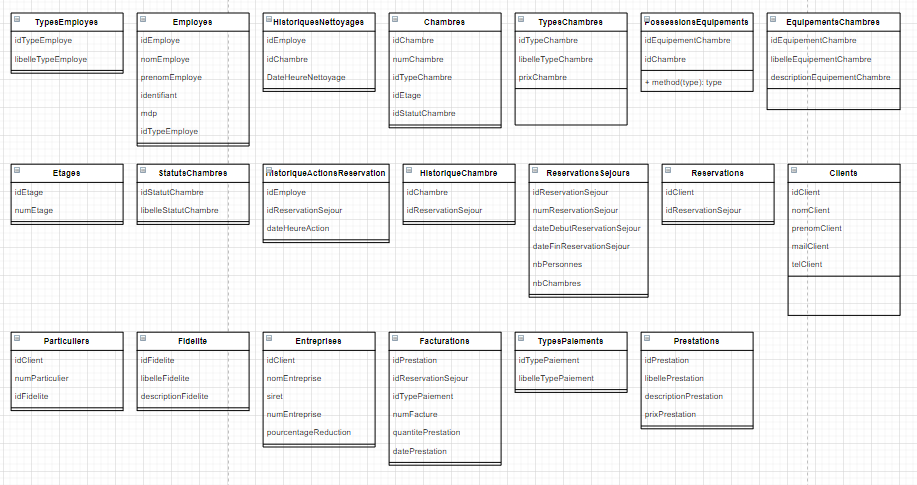 TypesEmployes
idTypeEmploye
libelleTypeEmploye
Employes
idEmploye
nomEmploye
prenomEmploye
identifiant
mdp
idTypeEmploye
HistoriquesNettoyages
idEmploye
idChambre
DateHeureNettoyage
Chambres
idChambre
numChambre
idTypeChambre
idEtage
idStatutChambre
TypesChambres
idTypeChambre
libelleTypeChambre
prixChambre
PossessionsEquipements
idEquipementChambre
idChambre
+ method(type): type
EquipementsChambres
idEquipementChambre
libelleEquipementChambre
descriptionEquipementChambre
Etages
idEtage
numEtage
StatutsChambres
idStatutChambre
libelleStatutChambre
HistoriqueActionsReservation
idEmploye
idReservationSejour
dateHeureAction
HistoriqueChambre
idChambre
idReservationSejour
ReservationsSejours
idReservationSejour
numReservationSejour
dateDebutReservationSejour
dateFinReservationSejour
nbPersonnes
nbChambres
Reservations
idClient
idReservationSejour
Clients
idClient
nomClient
prenomClient
mailClient
telClient
Particuliers
idClient
numParticulier
idFidelite
Fidelite
idFidelite
libelleFidelite
descriptionFidelite
Entreprises
idClient
nomEntreprise
siret
numEntreprise
pourcentageReduction
Facturations
idPrestation
idReservationSejour
idTypePaiement
numFacture
quantitePrestation
datePrestation
TypesPaiements
idTypePaiement
libelleTypePaiement
Prestations
idPrestation
libellePrestation
descriptionPrestation
prixPrestation